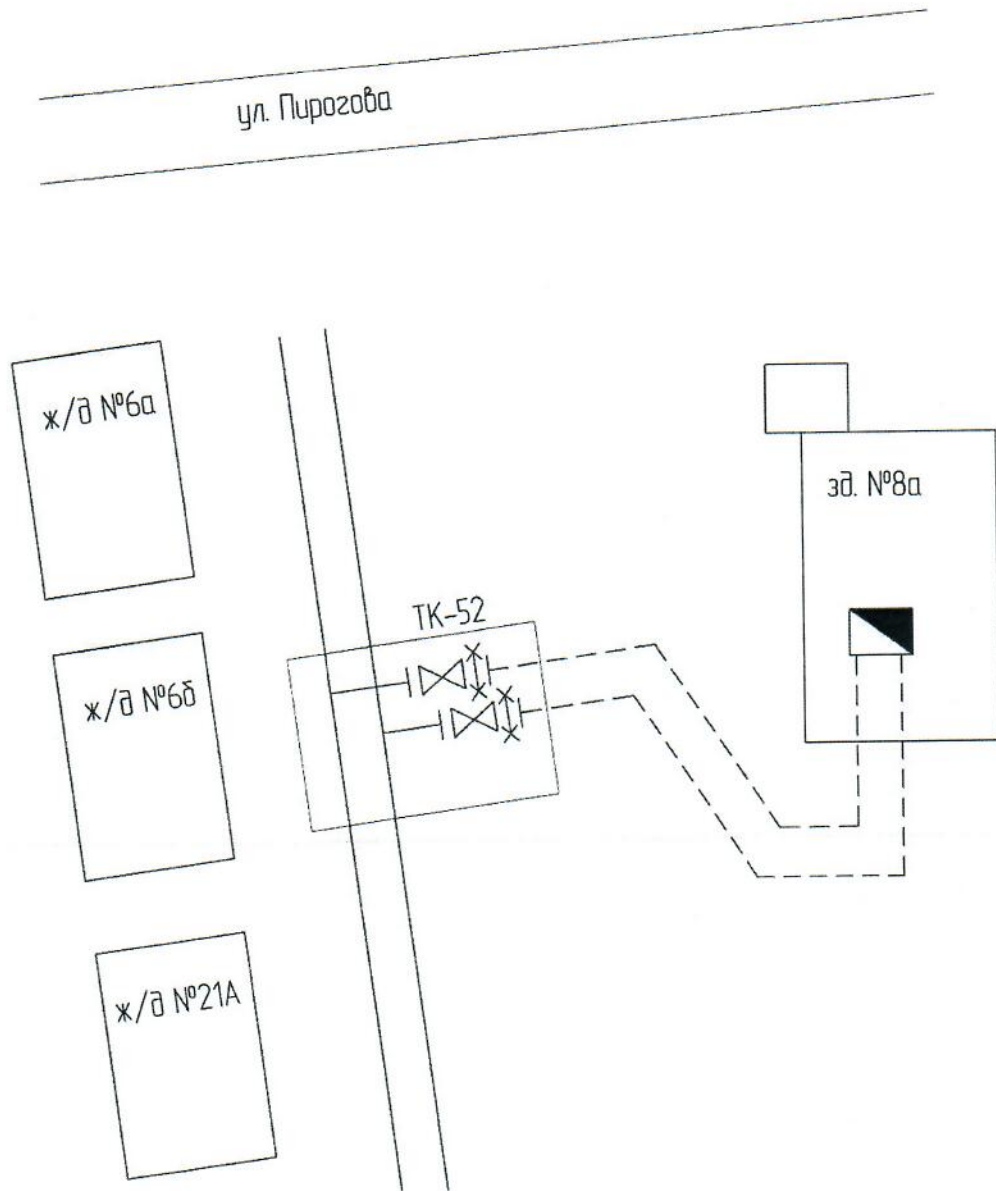 ул. Пирогова
ж/д №6а
зд. №8а
ТК-52
ж/д №6б
ж/д №21А